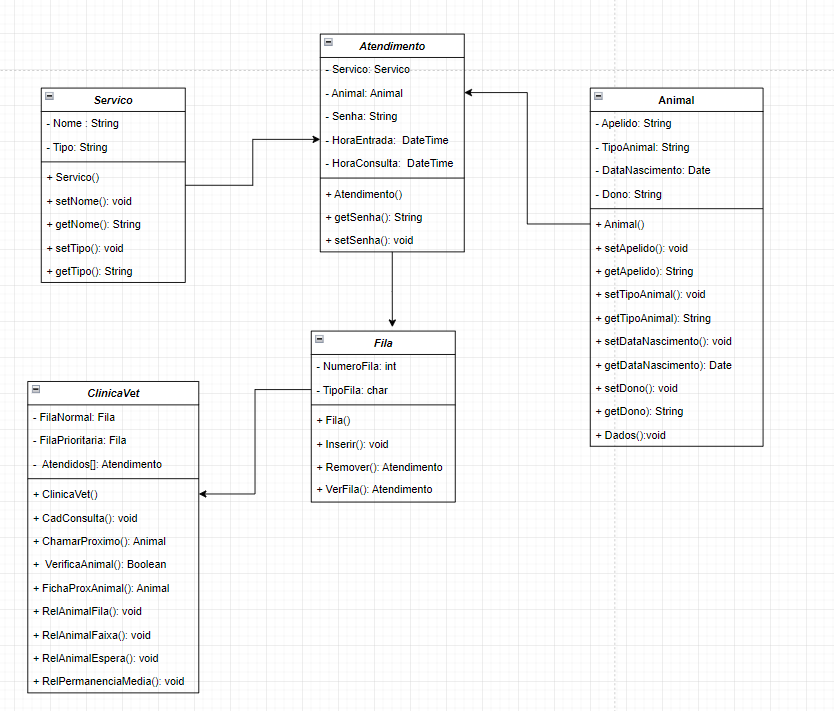 Servico
- Nome : String
- Tipo: String
+ Servico()
+ setNome(): void
+ getNome(): String
+ setTipo(): void
+ getTipo(): String
Atendimento
- Servico: Servico
- Animal: Animal
- Senha: String
- HoraEntrada:  DateTime
- HoraConsulta:  DateTime
+ Atendimento()
+ getSenha(): String
+ setSenha(): void
Animal
- Apelido: String
- TipoAnimal: String
- DataNascimento: Date
- Dono: String
+ Animal()
+ setApelido(): void
+ getApelido): String
+ setTipoAnimal(): void
+ getTipoAnimal): String
+ setDataNascimento(): void
+ getDataNascimento): Date
+ setDono(): void
+ getDono): String
+ Dados():void
Fila
- NumeroFila: int
- TipoFila: char
+ Fila()
+ Inserir(): void
+ Remover(): Atendimento
+ VerFila(): Atendimento
ClinicaVet
- FilaNormal: Fila
- FilaPrioritaria: Fila
-  Atendidos[]: Atendimento
+ ClinicaVet()
+ CadConsulta(): void
+ ChamarProximo(): Animal
+  VerificaAnimal(): Boolean
+ FichaProxAnimal(): Animal
+ RelAnimalFila(): void
+ RelAnimalFaixa(): void
+ RelAnimalEspera(): void
+ RelPermanenciaMedia(): void